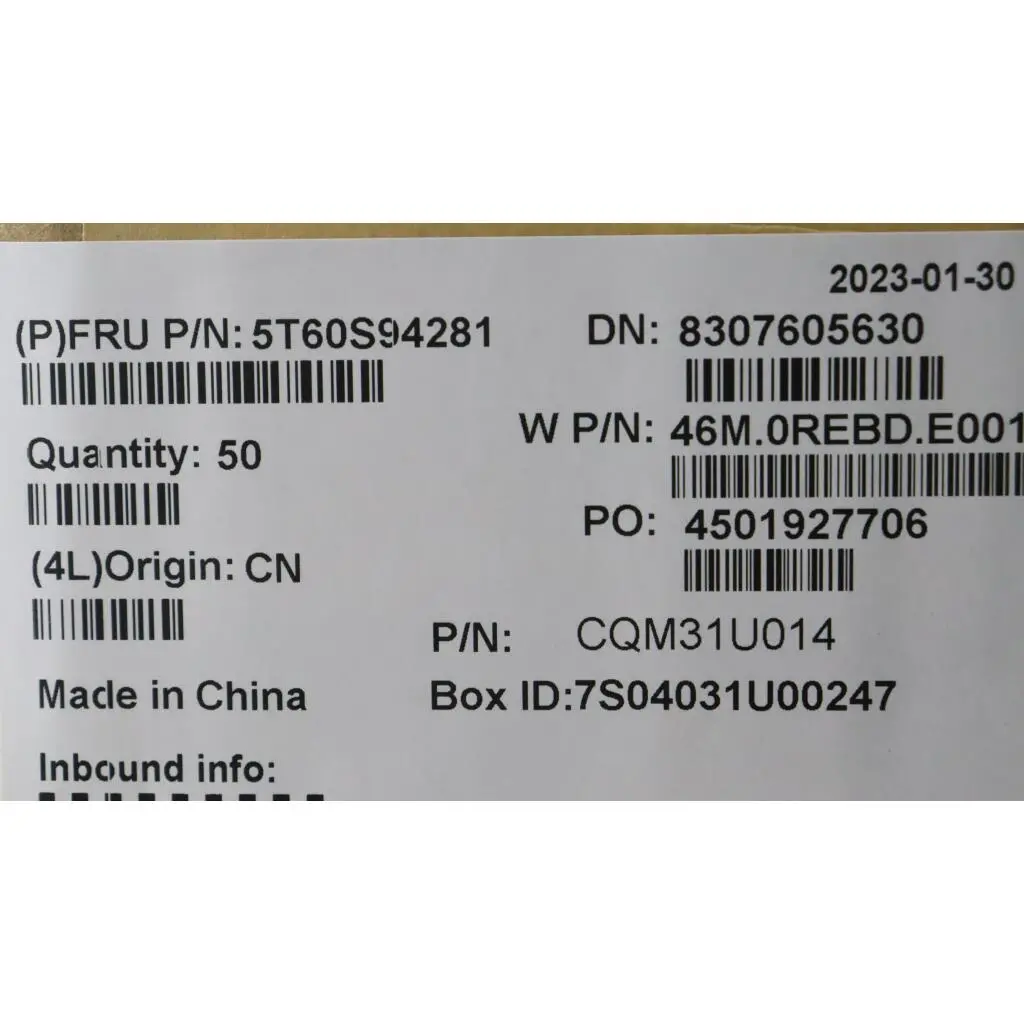 2023-01-30
(P)FRU P/N: 5T60S94281
DN: 8307605630
W P/N: 46M.0REBD.E001
Quantity: 50
PO: 4501927706
(4L)Origin: CN
P/N: CQM31U014
Made in China
Box ID:7S04031U00247
Inbound info: